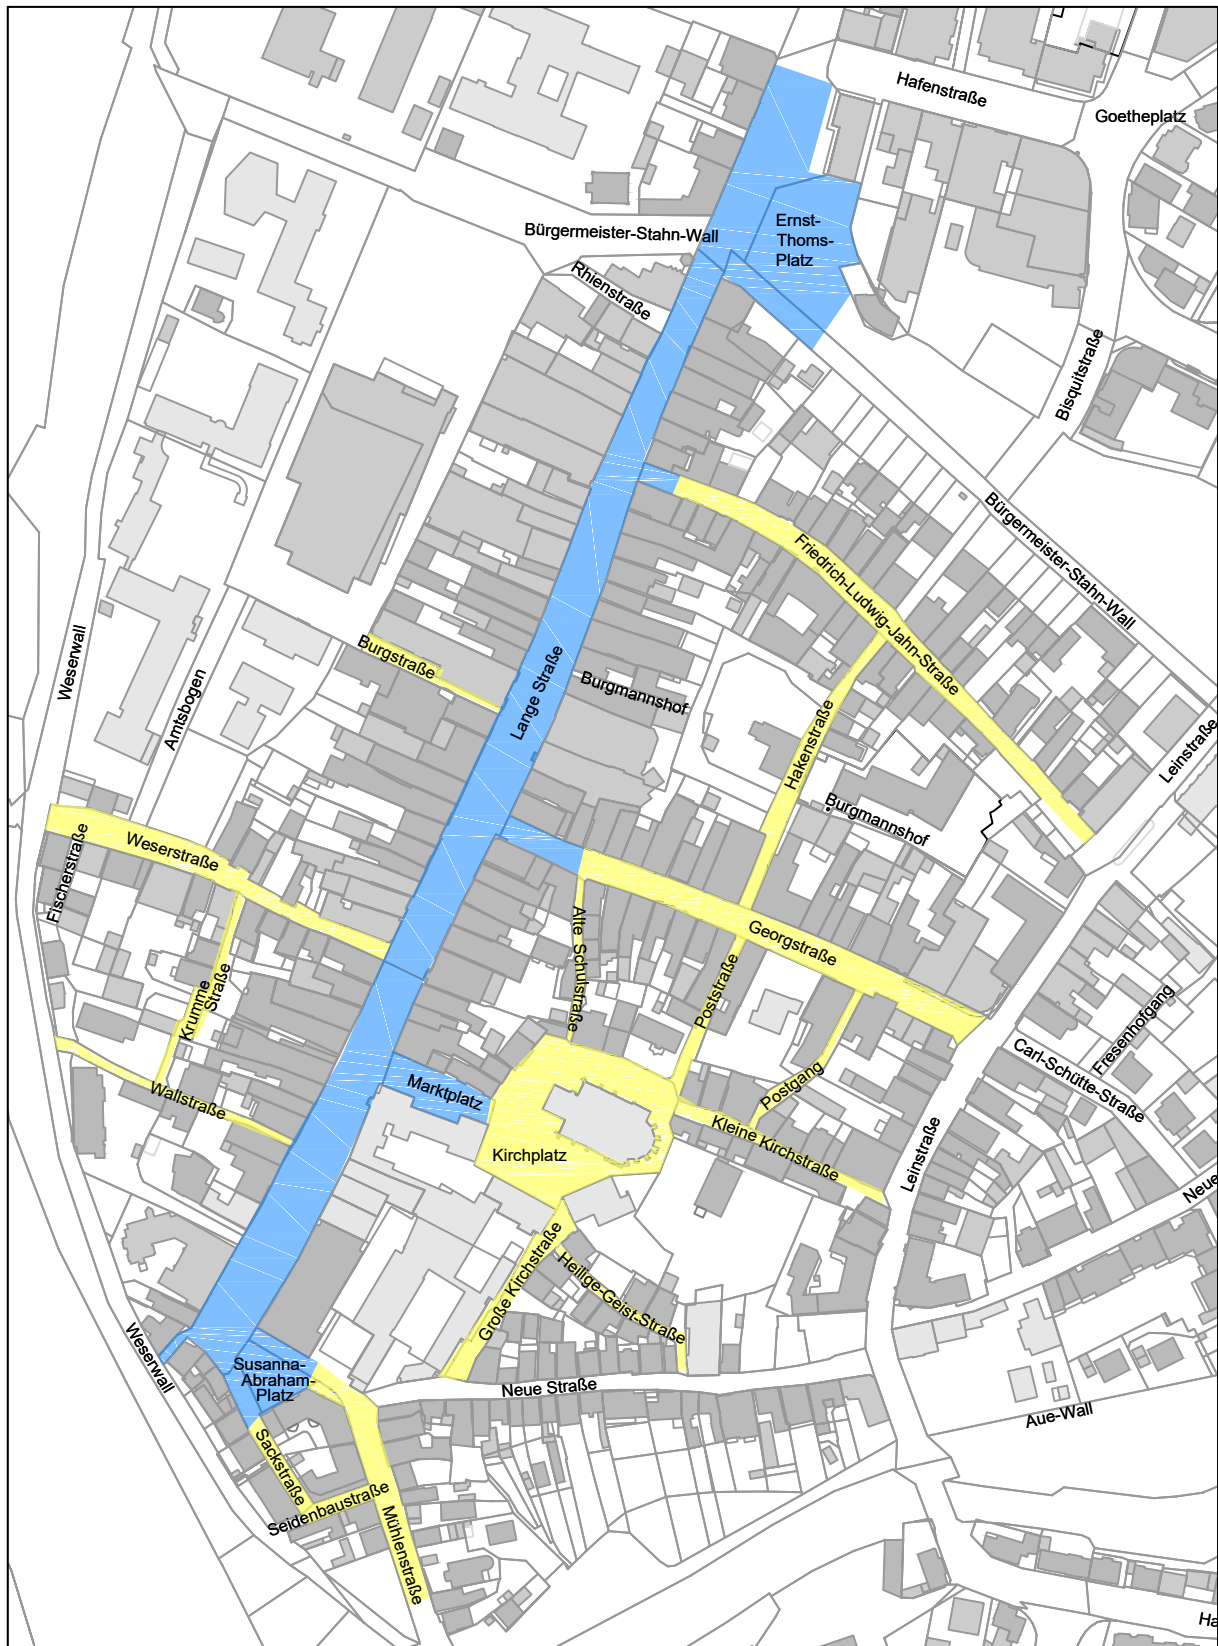 Hafenstraße
Goetheplatz
Ernst-
Thoms-
Platz
Bürgermeister-Stahn-Wall
Rhienstraße
Bisquitstraße
Bürgermeister-Stahn-Wall
Friedrich-Ludwig-Jahn-Straße
Weserwall
Burgstraße
Amtsbogen
Lange Straße
Burgmannshof
Hakenstraße
Leinstraße
Burgmannshof
Weserstraße
Fischerstraße
Alte Schulstraße
Georgstraße
Krumme
Straße
Poststraße
Fresenhofgang
Carl-Schütte-Straße
Wallstraße
Marktplatz
Postgang
Kleine Kirchstraße
Kirchplatz
Leinstraße
Neue
Große Kirchstraße
Heilige-Geist-Straße
Weserwall
Susanna-
Abraham-
Platz
Neue Straße
Aue-Wall
Sackstraße
Seidenbaustraße
Mühlenstraße
Ha